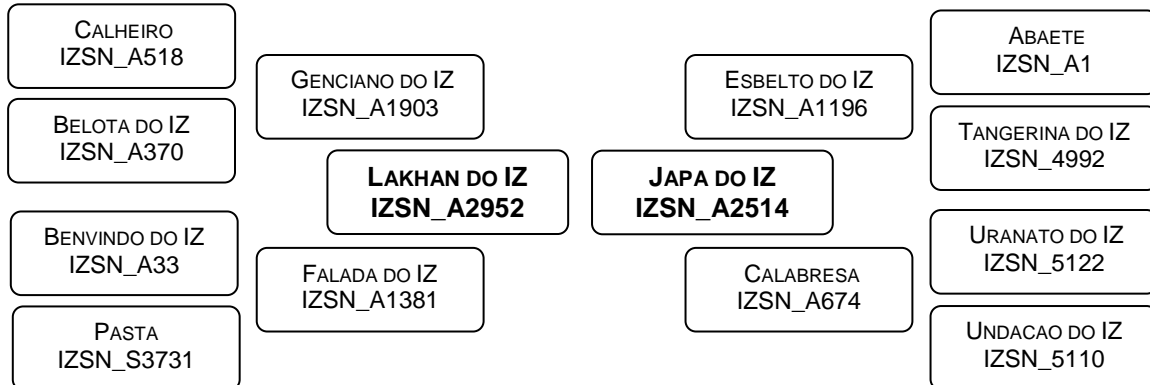 CALHEIRO
IZSN_A518
BELOTA DO IZ
IZSN_A370
BENVINDO DO IZ
IZSN_A33
PASTA
IZSN_S3731
GENCIANO DO IZ
IZSN_A1903
FALADA DO IZ
IZSN_A1381
LAKHAN DO IZ
IZSN_A2952
JAPA DO IZ
IZSN_A2514
ESBELTO DO IZ
IZSN_A1196
CALABRESA
IZSN_A674
ABAETE
IZSN_A1
TANGERINA DO IZ
IZSN_4992
URANATO DO IZ
IZSN_5122
UNDACAO DO IZ
IZSN_5110